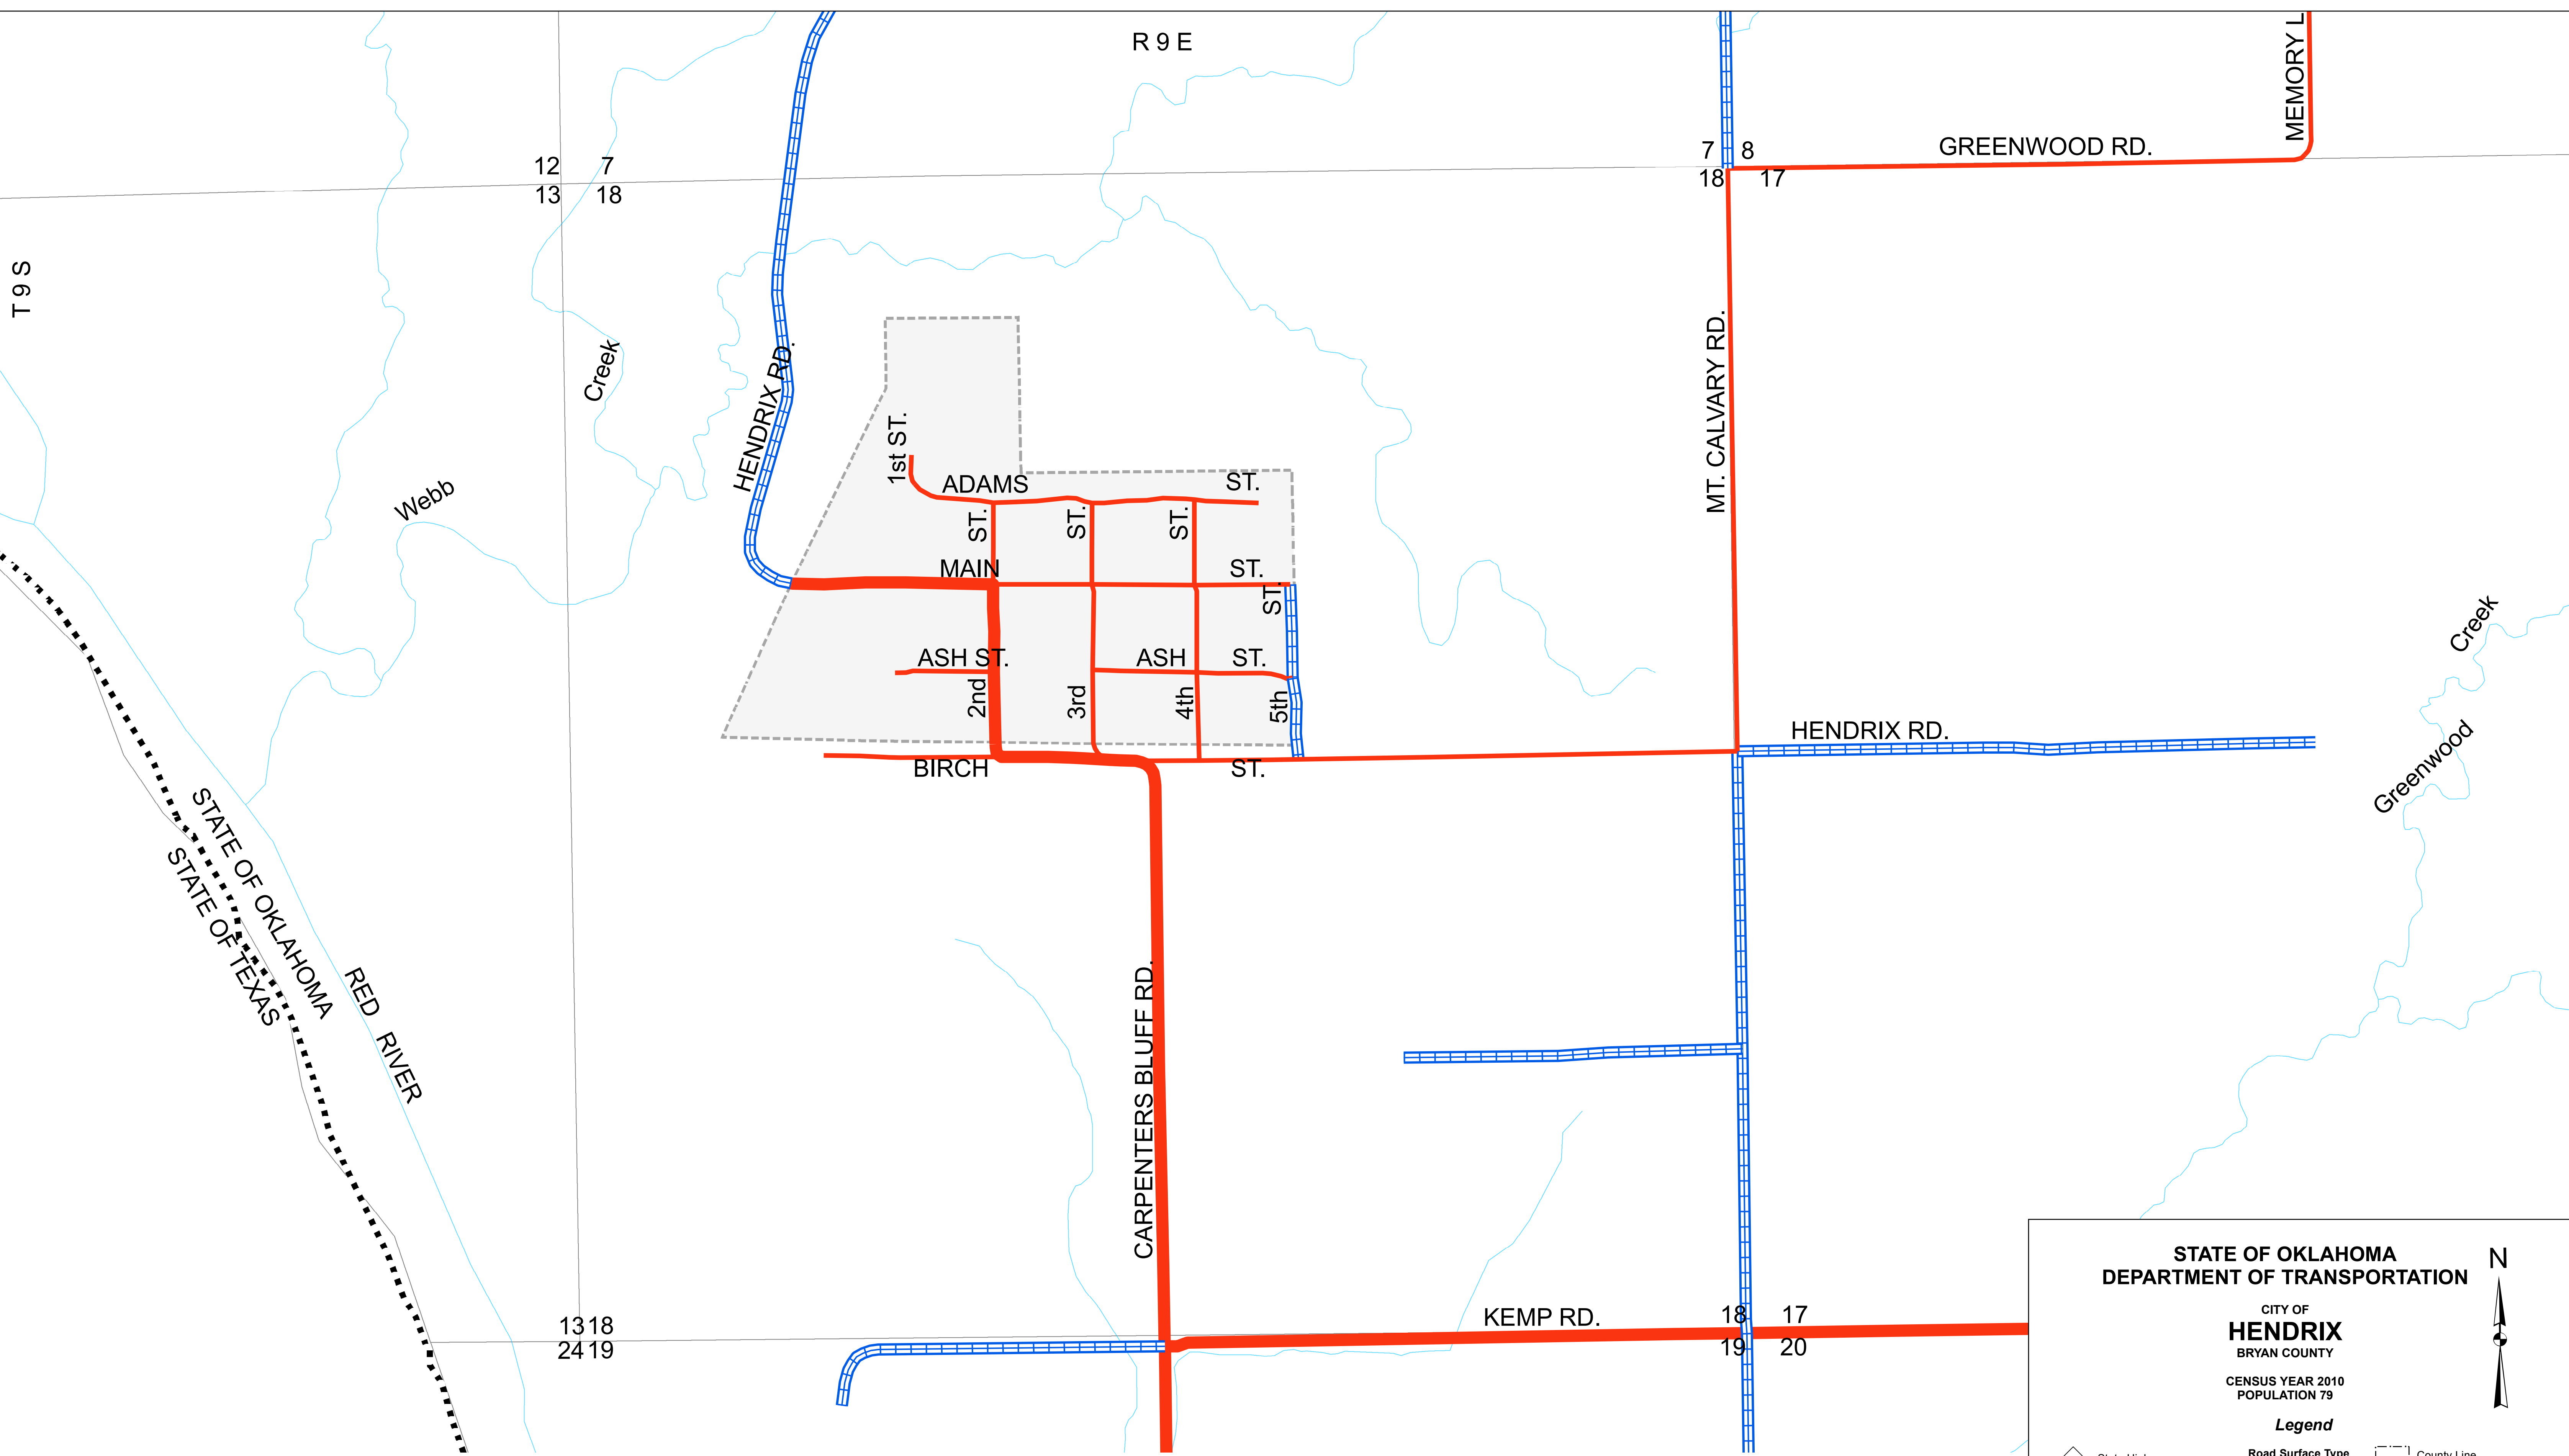 R 9 E
MEMORY L
GREENWOOD RD.
12 7
13 18
7 8
18 17
T 9 S
Creek
Webb
HENDRIX RD.
1st ST.
ADAMS ST.
ST.
ST.
ST.
MT. CALVARY RD.
MAIN ST.
ST.
ASH ST.
ASH ST.
2nd
3rd
4th
5th
BIRCH ST.
HENDRIX RD.
Creek
Greenwood
STATE OF OKLAHOMA
STATE OF TEXAS
RED RIVER
CARPENTERS BLUFF RD.
KEMP RD.
13 18
24 19
18 17
19 20
STATE OF OKLAHOMA
DEPARTMENT OF TRANSPORTATION
N
CITY OF
HENDRIX
BRYAN COUNTY
CENSUS YEAR 2010
POPULATION 79
Legend
Road Surface Type
County Line